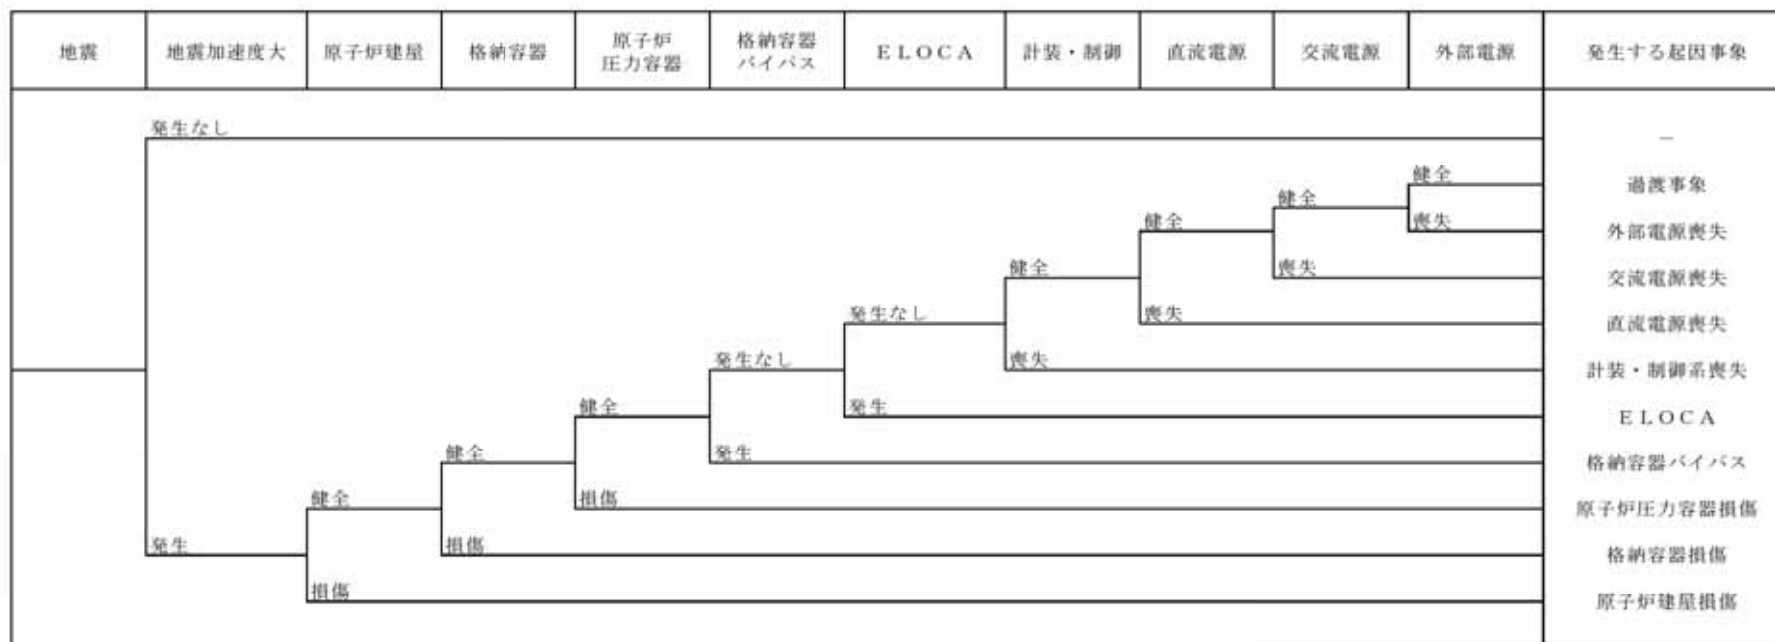 地震
地震加速度大
原子炉建屋
格納容器
原子炉
圧力容器
格納容器
バイパス
ＥＬＯＣＡ
計装・制御
直流電源
交流電源
外部電源
発生する起因事象
発生なし
－
健全
過渡事象
健全
喪失
外部電源喪失
健全
喪失
交流電源喪失
健全
喪失
直流電源喪失
発生なし
喪失
計装・制御系喪失
発生なし
発生
ＥＬＯＣＡ
健全
発生
格納容器バイパス
健全
損傷
原子炉圧力容器損傷
健全
損傷
格納容器損傷
発生
損傷
原子炉建屋損傷